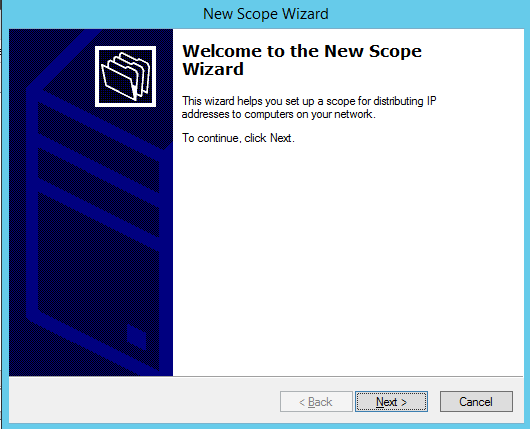 New Scope Wizard
Welcome to the New Scope
Wizard
This wizard helps you set up a scope for distributing IP
addresses to computers on your network.
To continue, click Next.
< Back
Next >
Cancel